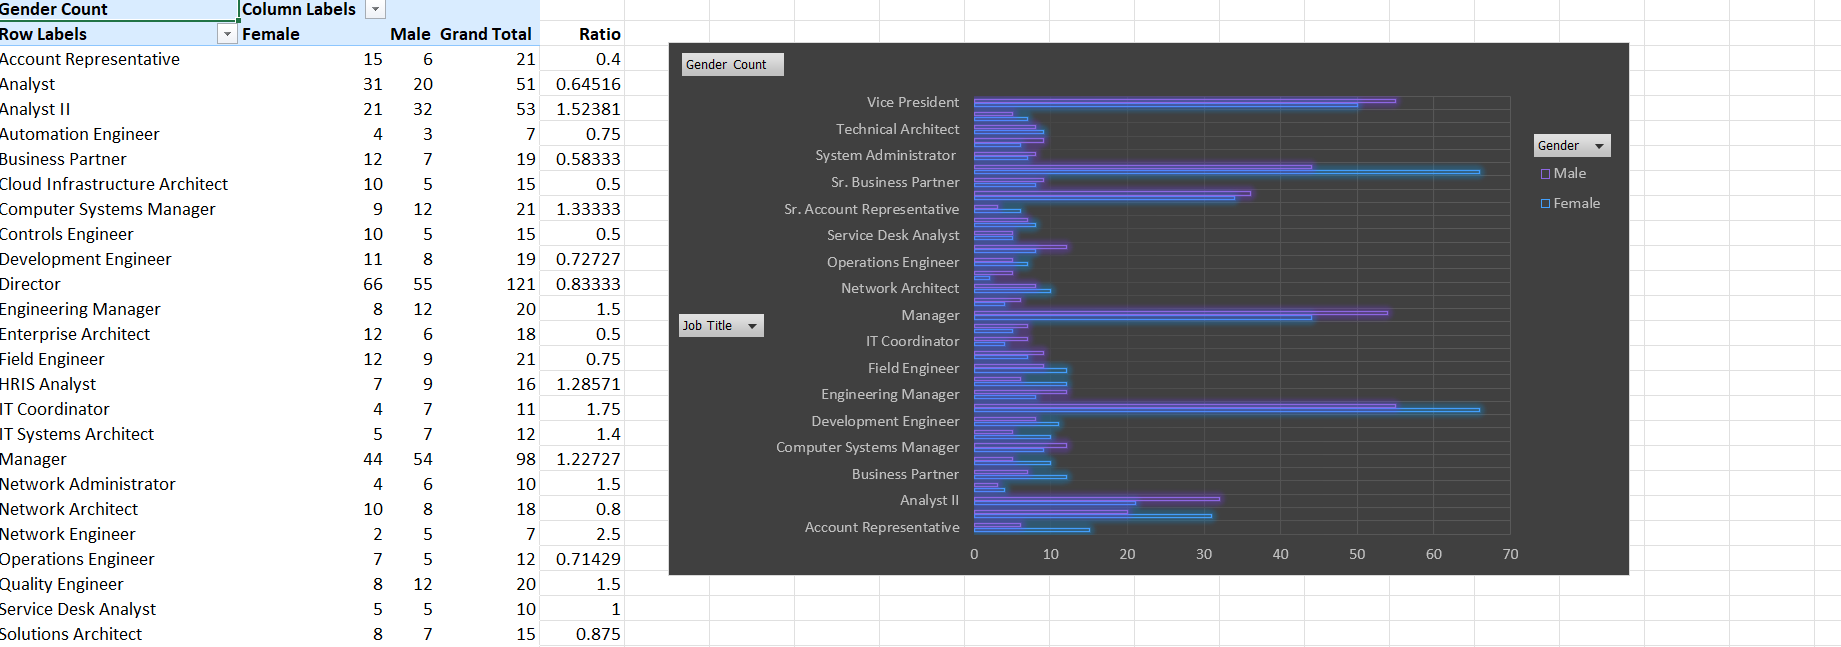 Gender Count Column Labels
Row Labels Female Male Grand Total Ratio
Account Representative 15 6 21 0.4
Analyst 31 20 51 0.64516
Analyst II 21 32 53 1.52381
Automation Engineer 4 3 7 0.75
Business Partner 12 7 19 0.58333
Cloud Infrastructure Architect 10 5 15 0.5
Computer Systems Manager 9 12 21 1.33333
Controls Engineer 10 5 15 0.5
Development Engineer 11 8 19 0.72727
Director 66 55 121 0.83333
Engineering Manager 8 12 20 1.5
Enterprise Architect 12 6 18 0.5
Field Engineer 12 9 21 0.75
HRIS Analyst 7 9 16 1.28571
IT Coordinator 4 7 11 1.75
IT Systems Architect 5 7 12 1.4
Manager 44 54 98 1.22727
Network Administrator 4 6 10 1.5
Network Architect 10 8 18 0.8
Network Engineer 2 5 7 2.5
Operations Engineer 7 5 12 0.71429
Quality Engineer 8 12 20 1.5
Service Desk Analyst 5 5 10 1
Solutions Architect 8 7 15 0.875
Gender Count
Vice President
Technical Architect
System Administrator
Sr. Business Partner
Sr. Account Representative
Service Desk Analyst
Operations Engineer
Network Architect
Manager
IT Coordinator
Field Engineer
Engineering Manager
Development Engineer
Computer Systems Manager
Business Partner
Analyst II
Account Representative
0 10 20 30 40 50 60 70
Job Title
Gender
Male
Female